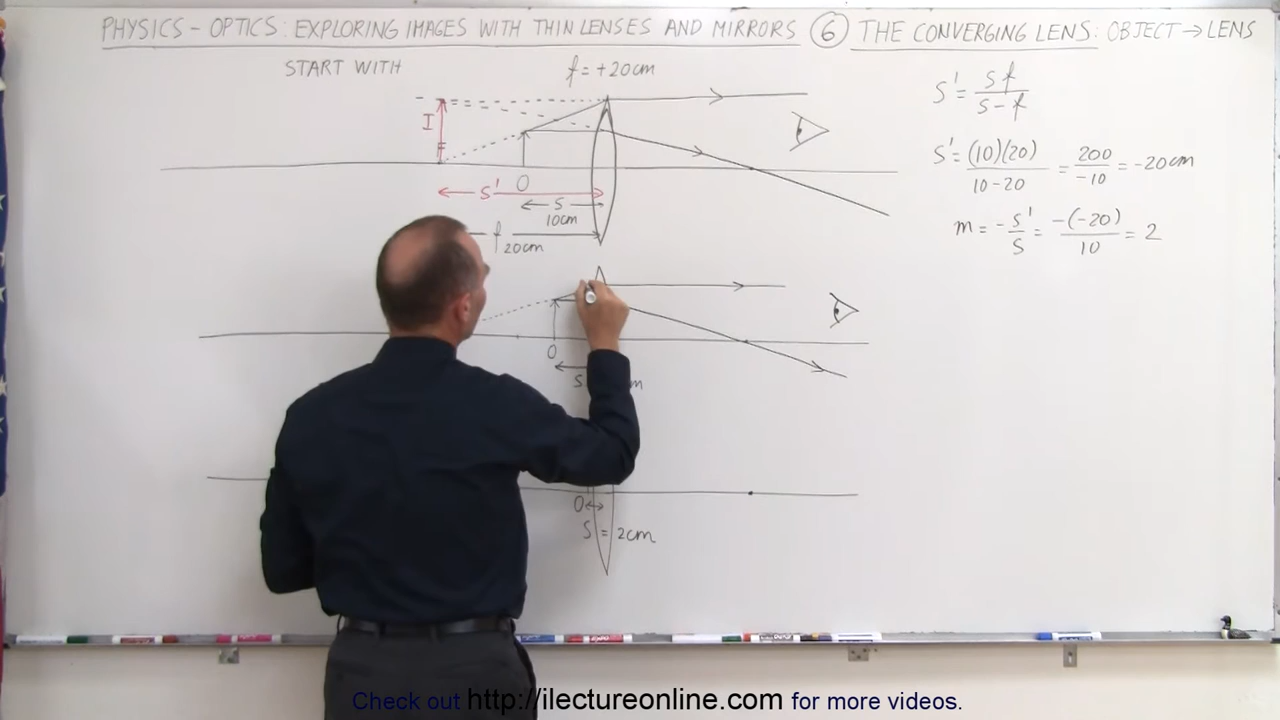 PHYSICS - OPTICS: EXPLORING IMAGES WITH THIN LENSES AND MIRRORS ⑥ THE CONVERGING LENS: OBJECT → LENS
START WITH
f = +20cm
I
S'
O
S
10cm
f
20cm
O
S
m
O
S = 2cm
S' = sf / s-f
S' = (10)(20) / 10-20 = 200 / -10 = -20cm
m = - S' / S = -(-20) / 10 = 2
Check out http://ilectureonline.com for more videos.